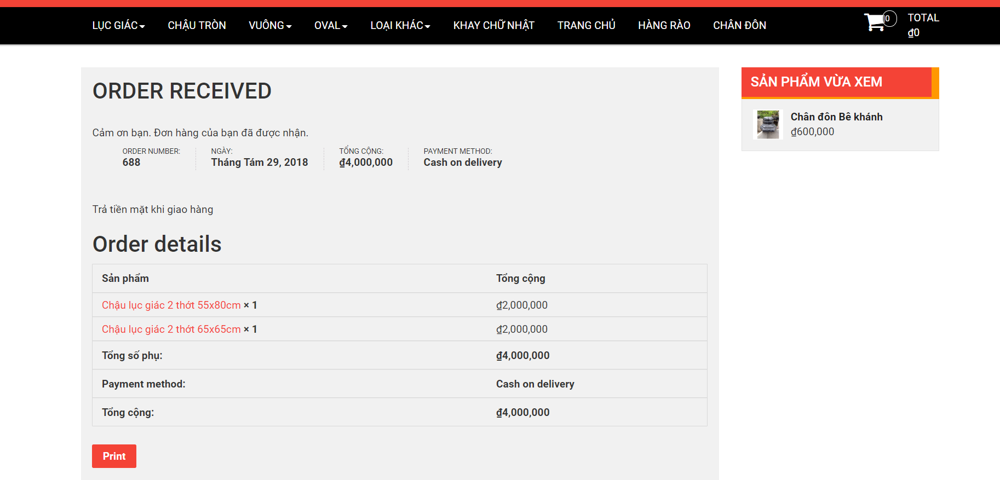 LỤC GIÁC CHẬU TRÒN VUÔNG OVAL LOẠI KHÁC KHAY CHỮ NHẬT TRANG CHỦ HÀNG RÀO CHÂN ĐÔN 0 TOTAL
₫0
ORDER RECEIVED
Cảm ơn bạn. Đơn hàng của bạn đã được nhận.
ORDER NUMBER: NGÀY: TỔNG CỘNG: PAYMENT METHOD:
688 Tháng Tám 29, 2018 ₫4,000,000 Cash on delivery
Trả tiền mặt khi giao hàng
Order details
Sản phẩm Tổng cộng
Chậu lục giác 2 thớt 55x80cm × 1 ₫2,000,000
Chậu lục giác 2 thớt 65x65cm × 1 ₫2,000,000
Tổng số phụ: ₫4,000,000
Payment method: Cash on delivery
Tổng cộng: ₫4,000,000
Print
SẢN PHẨM VỪA XEM
Chân đôn Bê khánh
₫600,000